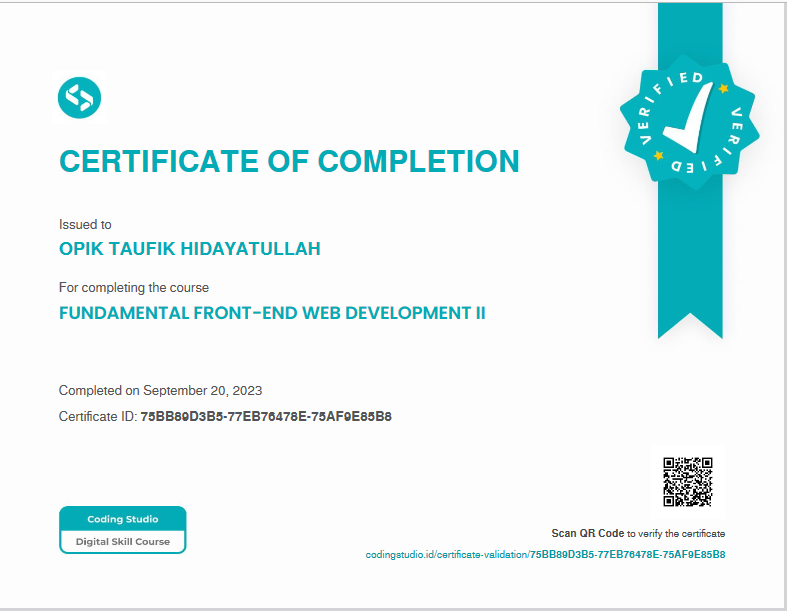 VERIFIED
VERIFIED
VERIFIED
CERTIFICATE OF COMPLETION
Issued to
OPIK TAUFIK HIDAYATULLAH
For completing the course
FUNDAMENTAL FRONT-END WEB DEVELOPMENT II
Completed on September 20, 2023
Certificate ID: 75BB89D3B5-77EB76478E-75AF9E85B8
Coding Studio
Digital Skill Course
Scan QR Code to verify the certificate
codingstudio.id/certificate-validation/75BB89D3B5-77EB76478E-75AF9E85B8